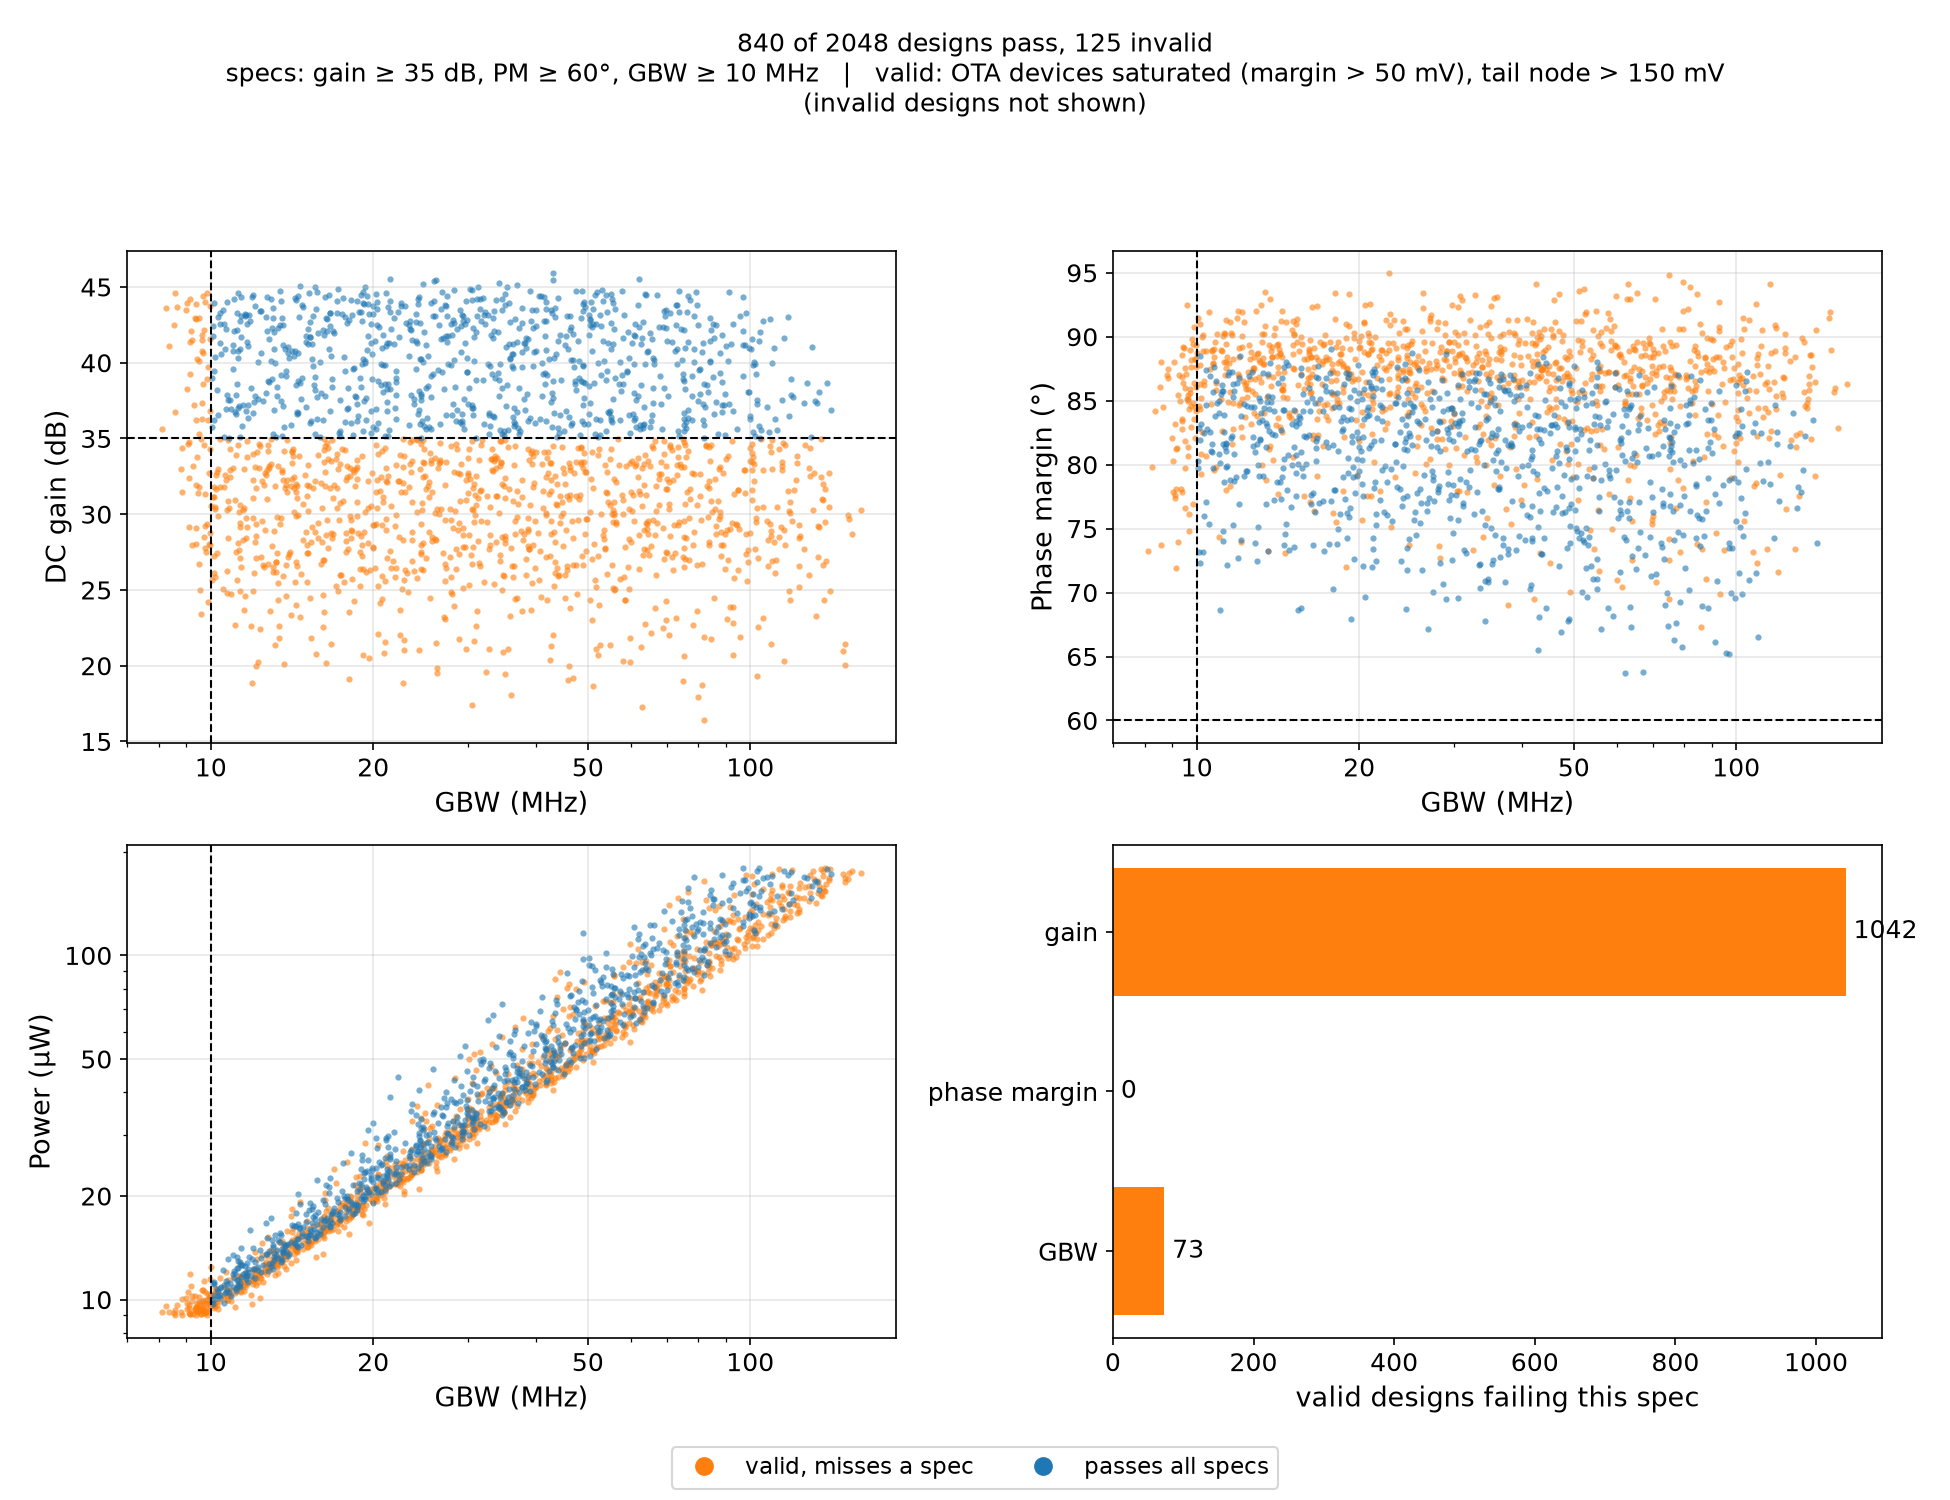 840 of 2048 designs pass, 125 invalid
specs: gain ≥ 35 dB, PM ≥ 60°, GBW ≥ 10 MHz | valid: OTA devices saturated (margin > 50 mV), tail node > 150 mV
(invalid designs not shown)
45
40
35
30
25
20
15
DC gain (dB)
10 20 50 100
GBW (MHz)
95
90
85
80
75
70
65
60
Phase margin (°)
10 20 50 100
GBW (MHz)
100
50
20
10
Power (µW)
10 20 50 100
GBW (MHz)
gain 1042
phase margin 0
GBW 73
0 200 400 600 800 1000
valid designs failing this spec
valid, misses a spec passes all specs